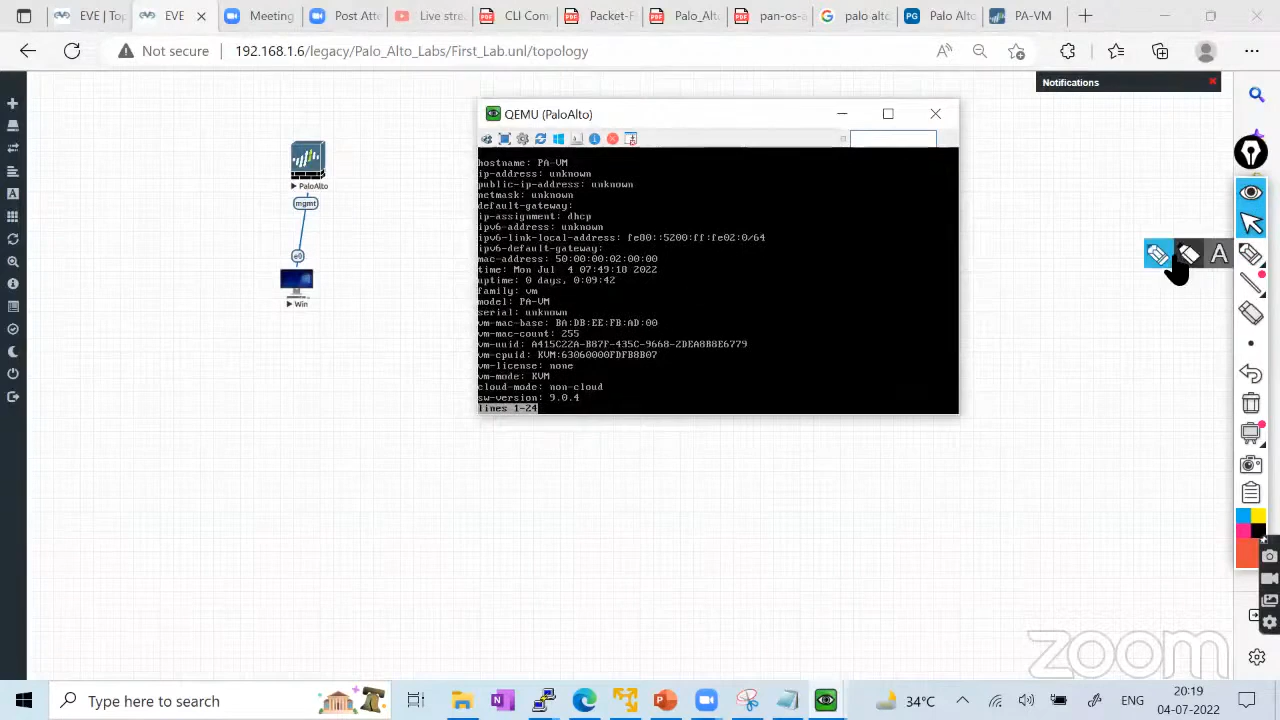 EVE | To
EVE
Meeting
Post Atte
Live stre
QCI Com
Packet-
Palo_Alt
pan-os-a
palo alto
Palo Alto
PA-VM
Not secure
192.168.1.6/legacy/Palo_Alto_Labs/First_Lab.unl/topology
Notifications
QEMU (PaloAlto)
PaloAlto
mgmt
e0
Win
hostname: PA-VM
ip-address: unknown
public-ip-address: unknown
netmask: unknown
default-gateway:
ip-assignment: dhcp
ipv6-address: unknown
ipv6-link-local-address: fe80::5200:ff:fe02:0/64
ipv6-default-gateway:
mac-address: 50:00:00:02:00:00
time: Mon Jul  4 07:49:18 2022
uptime: 0 days, 0:09:42
family: vm
model: PA-VM
serial: unknown
vm-mac-base: BA:DB:EE:FB:AD:00
vm-mac-count: 255
vm-uuid: A415C22A-B87F-435C-9668-2DEA8B8E6779
vm-cpuid: KVM:63060000FDFB8B07
vm-license: none
vm-mode: KVM
cloud-mode: non-cloud
sw-version: 9.0.4
lines 1-24
A
zoom
Type here to search
34°C
ENG
20:19
04-07-2022